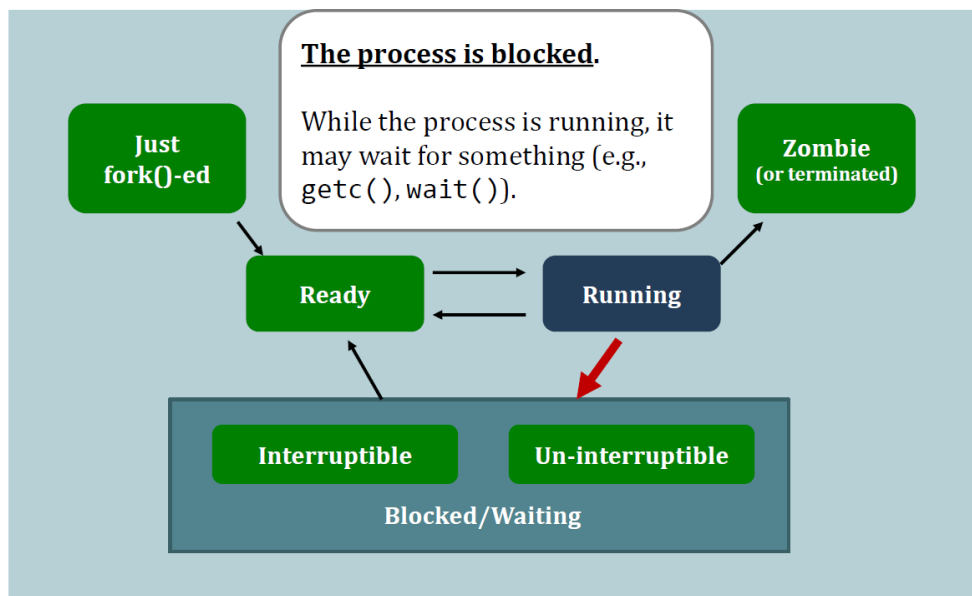 The process is blocked.
While the process is running, it
may wait for something (e.g.,
getc(), wait()).
Just
fork()-ed
Zombie
(or terminated)
Ready
Running
Interruptible
Un-interruptible
Blocked/Waiting